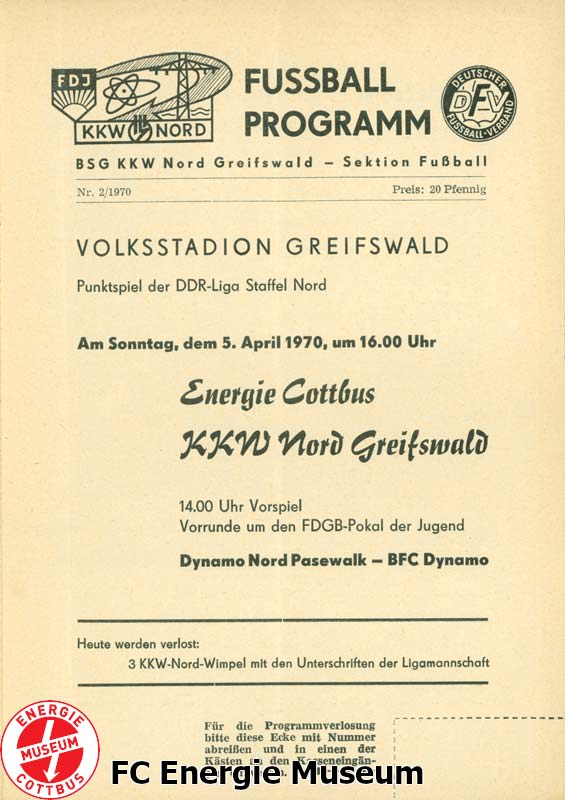 FDJ
KKW NORD
FUSSBALL
PROGRAMM
DEUTSCHER
DFV
FUSSBALL-VERBAND
BSG KKW Nord Greifswald – Sektion Fußball
Nr. 2/1970
Preis: 20 Pfennig
VOLKSSTADION GREIFSWALD
Punktspiel der DDR-Liga Staffel Nord
Am Sonntag, dem 5. April 1970, um 16.00 Uhr
Energie Cottbus
KKW Nord Greifswald
14.00 Uhr Vorspiel
Vorrunde um den FDGB-Pokal der Jugend
Dynamo Nord Pasewalk – BFC Dynamo
Heute werden verlost:
3 KKW-Nord-Wimpel mit den Unterschriften der Ligamannschaft
Für die Programmverlosung
bitte diese Ecke mit Nummer
abreißen und in einen der
Kästen an den Kasseneingän-
ENERGIE
MUSEUM
COTTBUS
FC Energie Museum